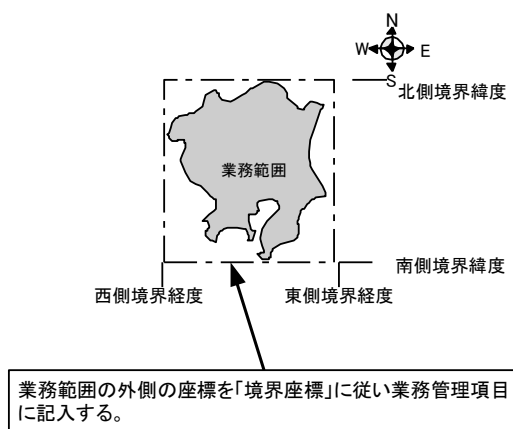 N
W E
S
北側境界緯度
業務範囲
南側境界緯度
西側境界経度 東側境界経度
業務範囲の外側の座標を「境界座標」に従い業務管理項目
に記入する。